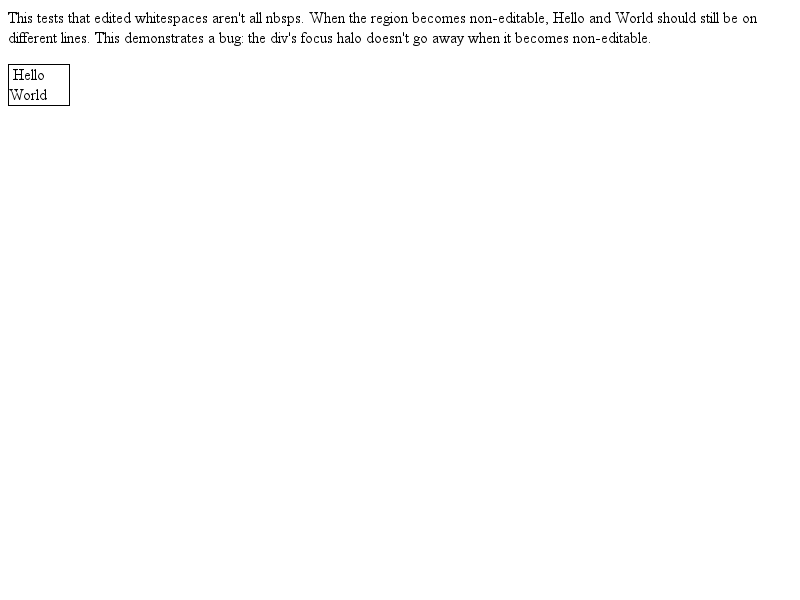 This tests that edited whitespaces aren't all nbsps. When the region becomes non-editable, Hello and World should still be on
different lines. This demonstrates a bug: the div's focus halo doesn't go away when it becomes non-editable.
Hello
World